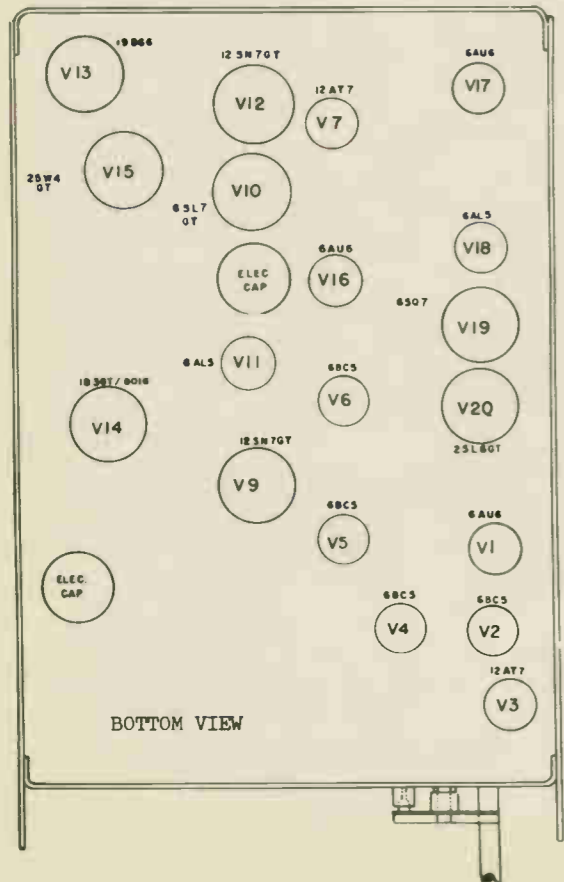 19BG6
V13
12SN7GT
V12
12AT7
V7
6AU6
V17
V15
25W4
GT
V10
6SL7
GT
6AL5
V18
ELEC
CAP
6AU6
V16
6SQ7
V19
6AL5
V11
6BC5
V6
V20
25L6GT
1B3GT/8016
V14
12SN7GT
V9
6BC5
V5
6AU6
V1
ELEC.
CAP
6BC5
V4
6BC5
V2
12AT7
V3
BOTTOM VIEW